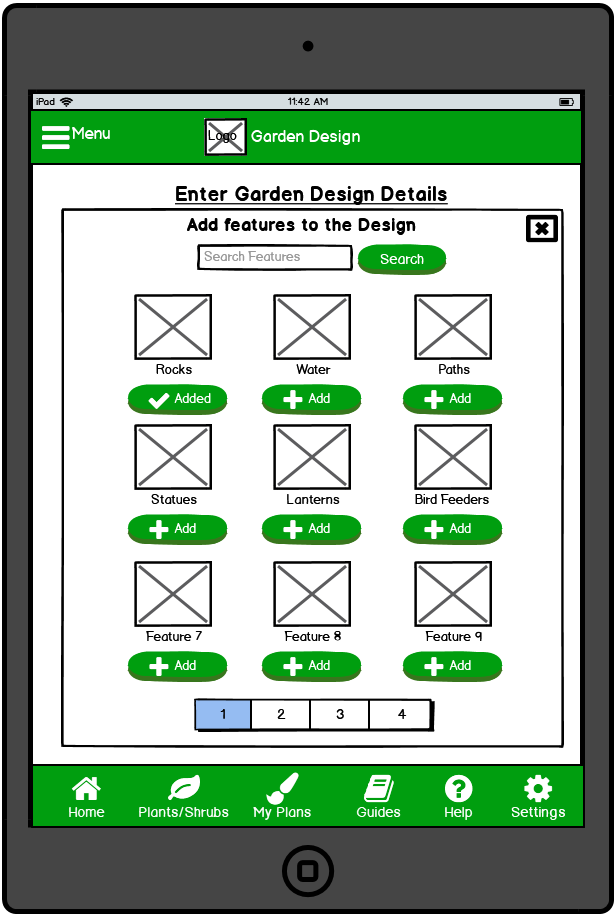 iPad 11:42 AM
Menu Logo Garden Design
Enter Garden Design Details
Add features to the Design
Search Features Search
Rocks Water Paths
Added Add Add
Statues Lanterns Bird Feeders
Add Add Add
Feature 7 Feature 8 Feature 9
Add Add Add
1 2 3 4
Home Plants/Shrubs My Plans Guides Help Settings